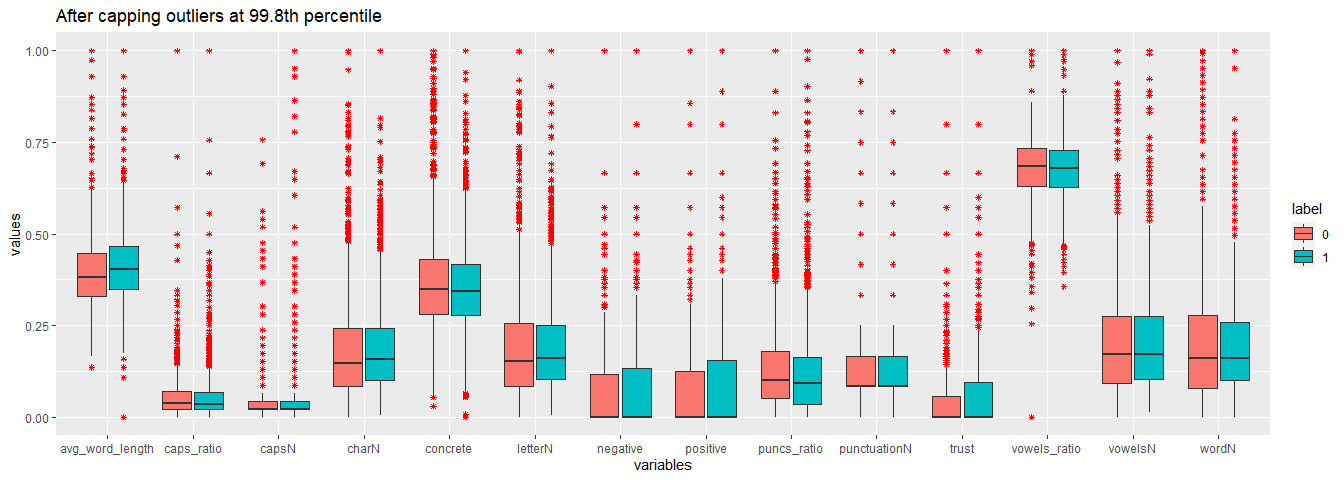 After capping outliers at 99.8th percentile
1.00
0.75
0.50
0.25
0.00
values
avg_word_length caps_ratio capsN charN concrete letterN negative positive puncs_ratio punctuationN trust vowels_ratio vowelsN wordN
variables
label
0
1